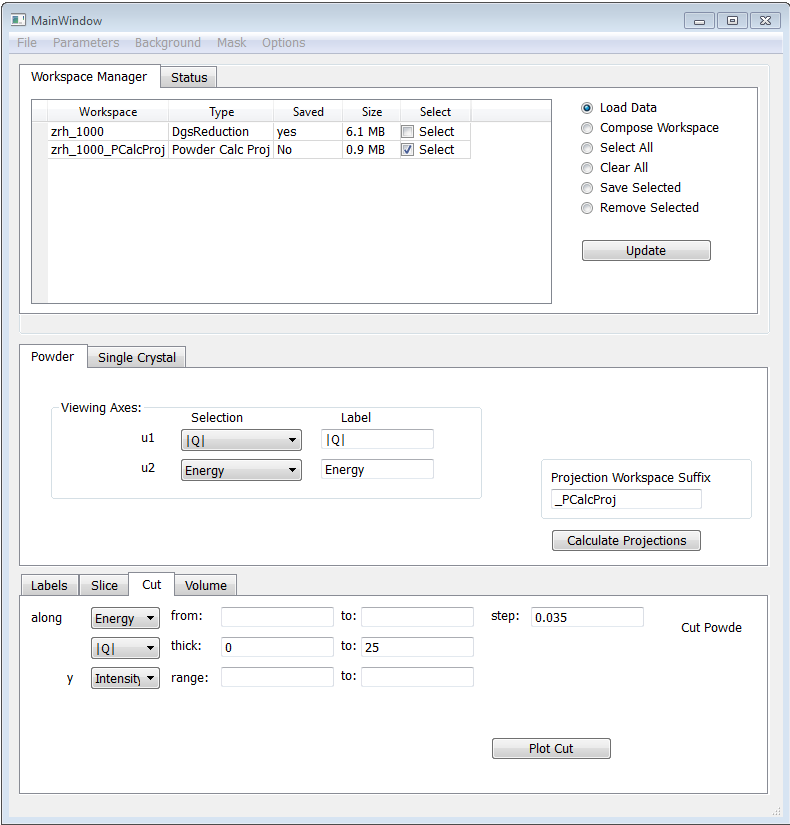 MainWindow
File Parameters Background Mask Options
Workspace Manager Status
Workspace Type Saved Size Select
zrh_1000 DgsReduction yes 6.1 MB Select
zrh_1000_PCalcProj Powder Calc Proj No 0.9 MB Select
Load Data
Compose Workspace
Select All
Clear All
Save Selected
Remove Selected
Update
Powder Single Crystal
Viewing Axes:
Selection Label
u1 |Q| |Q|
u2 Energy Energy
Projection Workspace Suffix
_PCalcProj
Calculate Projections
Labels Slice Cut Volume
along Energy from: to: step: 0.035
|Q| thick: 0 to: 25
Cut Powde
y Intensity range: to:
Plot Cut